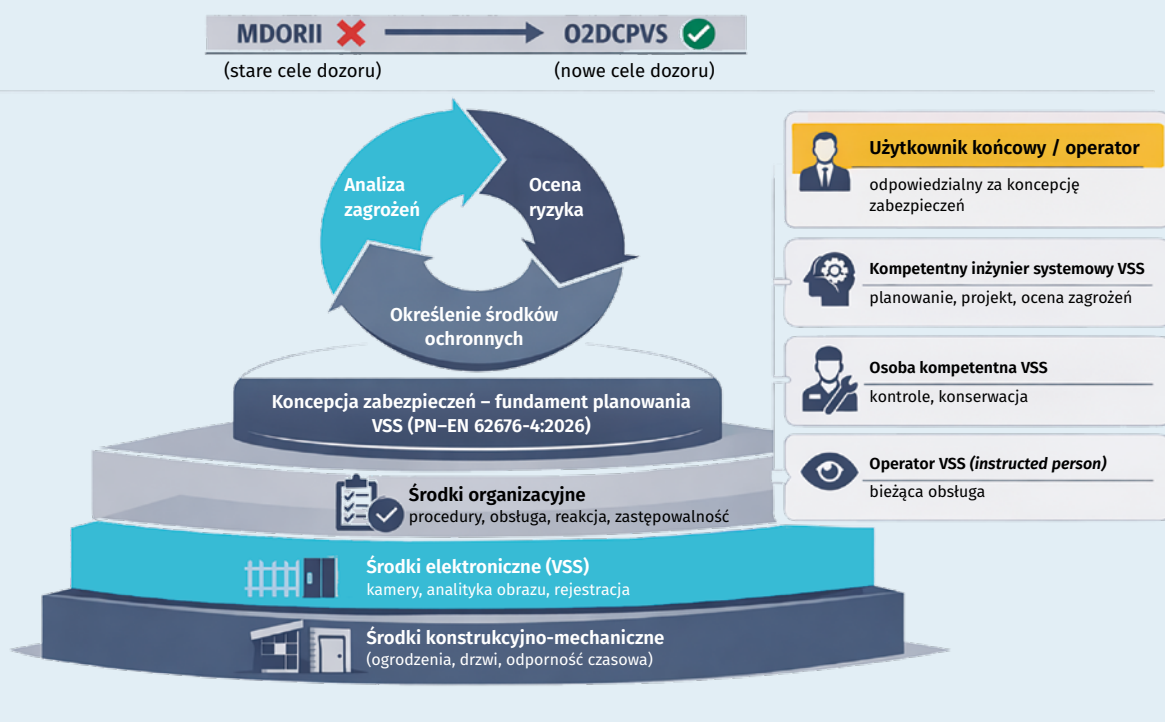 MDORII O2DCPVS
(stare cele dozoru) (nowe cele dozoru)
Analiza
zagrożeń
Ocena
ryzyka
Określenie środków
ochronnych
Koncepcja zabezpieczeń – fundament planowania
VSS (PN–EN 62676-4:2026)
Środki organizacyjne
procedury, obsługa, reakcja, zastępowalność
Środki elektroniczne (VSS)
kamery, analityka obrazu, rejestracja
Środki konstrukcyjno-mechaniczne
(ogrodzenia, drzwi, odporność czasowa)
Użytkownik końcowy / operator
odpowiedzialny za koncepcję
zabezpieczeń
Kompetentny inżynier systemowy VSS
planowanie, projekt, ocena zagrożeń
Osoba kompetentna VSS
kontrole, konserwacja
Operator VSS (instructed person)
bieżąca obsługa